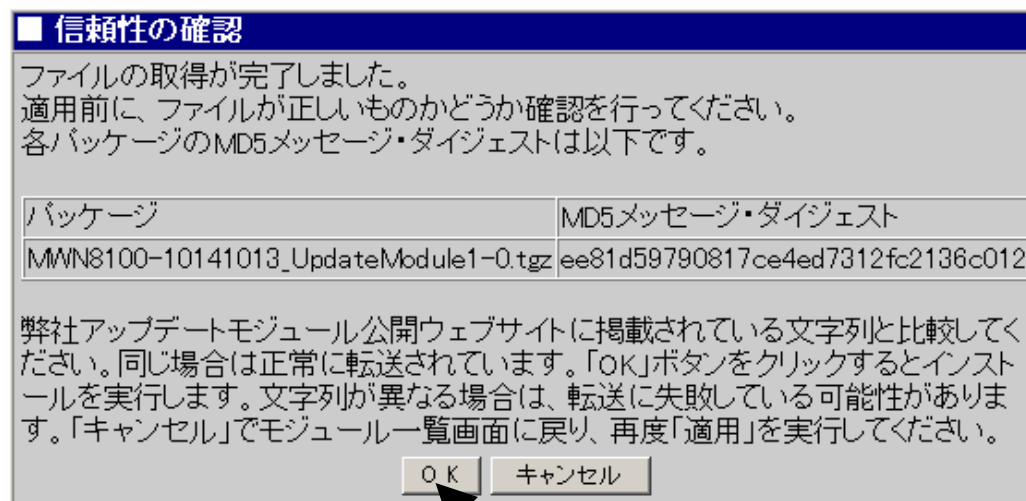 ■ 信頼性の確認
ファイルの取得が完了しました。
適用前に、ファイルが正しいものかどうか確認を行ってください。
各パッケージのMD5メッセージ・ダイジェストは以下です。
パッケージ MD5メッセージ・ダイジェスト
MWN8100-10141013_UpdateModule1-0.tgz ee81d59790817ce4ed7312fc2136c012
弊社アップデートモジュール公開ウェブサイトに掲載されている文字列と比較してく
ださい。同じ場合は正常に転送されています。「OK」ボタンをクリックするとインスト
ールを実行します。文字列が異なる場合は、転送に失敗している可能性がありま
す。「キャンセル」でモジュール一覧画面に戻り、再度「適用」を実行してください。
OK キャンセル